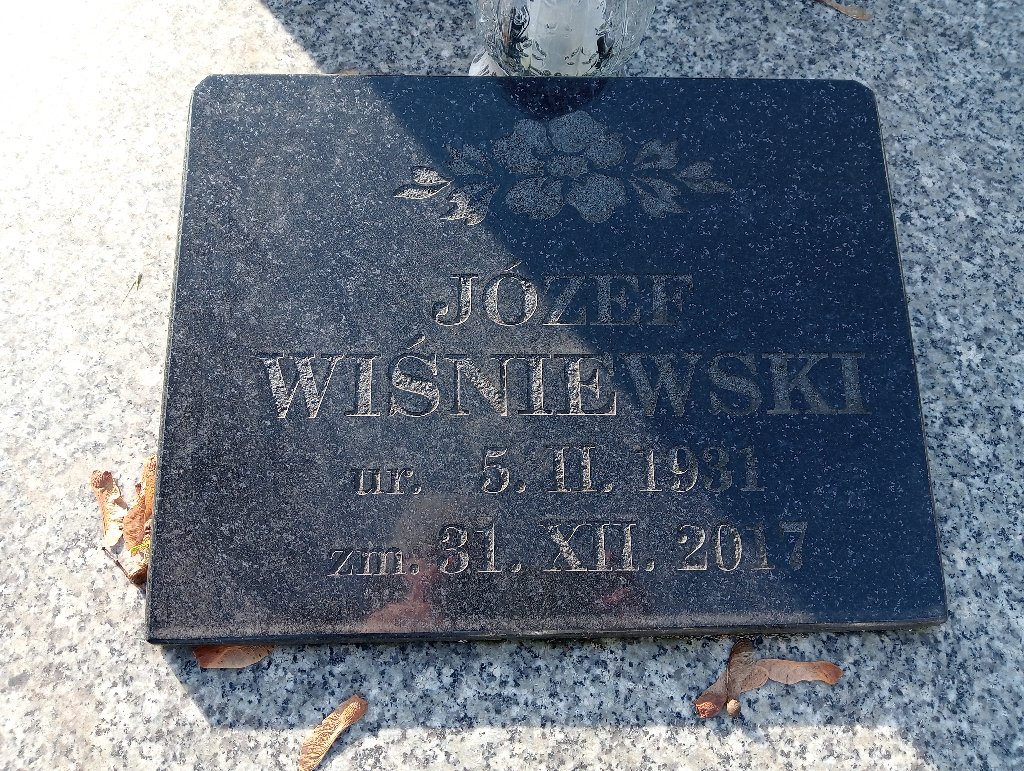 JÓZEF
WIŚNIEWSKI
ur. 5. II. 1931
zm. 31. XII. 2017